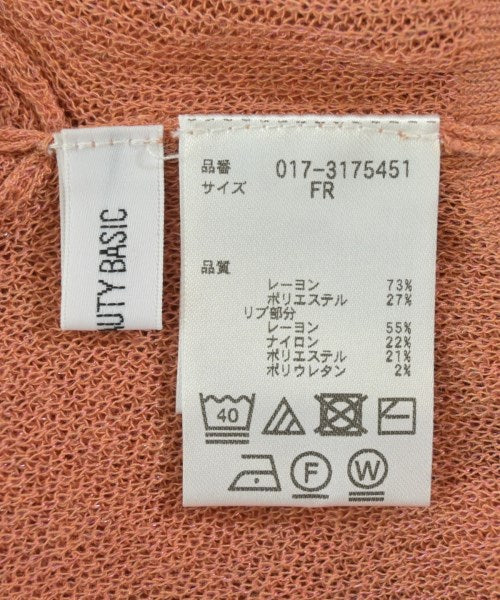 AUTY BASIC
品番 017-3175451
サイズ FR
品質
レーヨン 73%
ポリエステル 27%
リブ部分
レーヨン 55%
ナイロン 22%
ポリエステル 21%
ポリウレタン 2%
40
F W